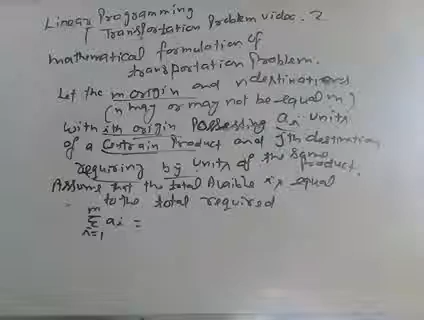 Linear Programming
( Transportation Problem video. 2
mathematical formulation of
transportation problem.
Let the m origin and n destinations
(n may or may not be equal m)
with ith origin Possessing ai units
of a Certrain Product and jth destination
requiring bj units of the same product.
Assume that the total Avaible is equal
to the total required
m
Σ ai =
i=1